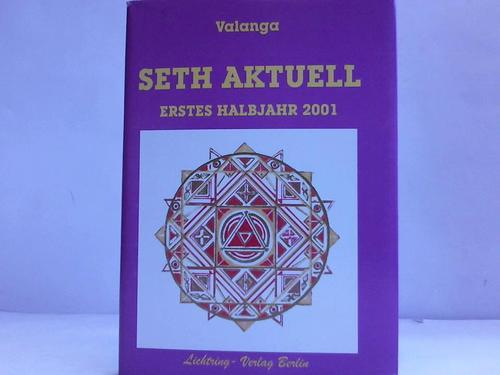 Valanga
SETH AKTUELL
ERSTES HALBJAHR 2001
Lichtring - Verlag Berlin